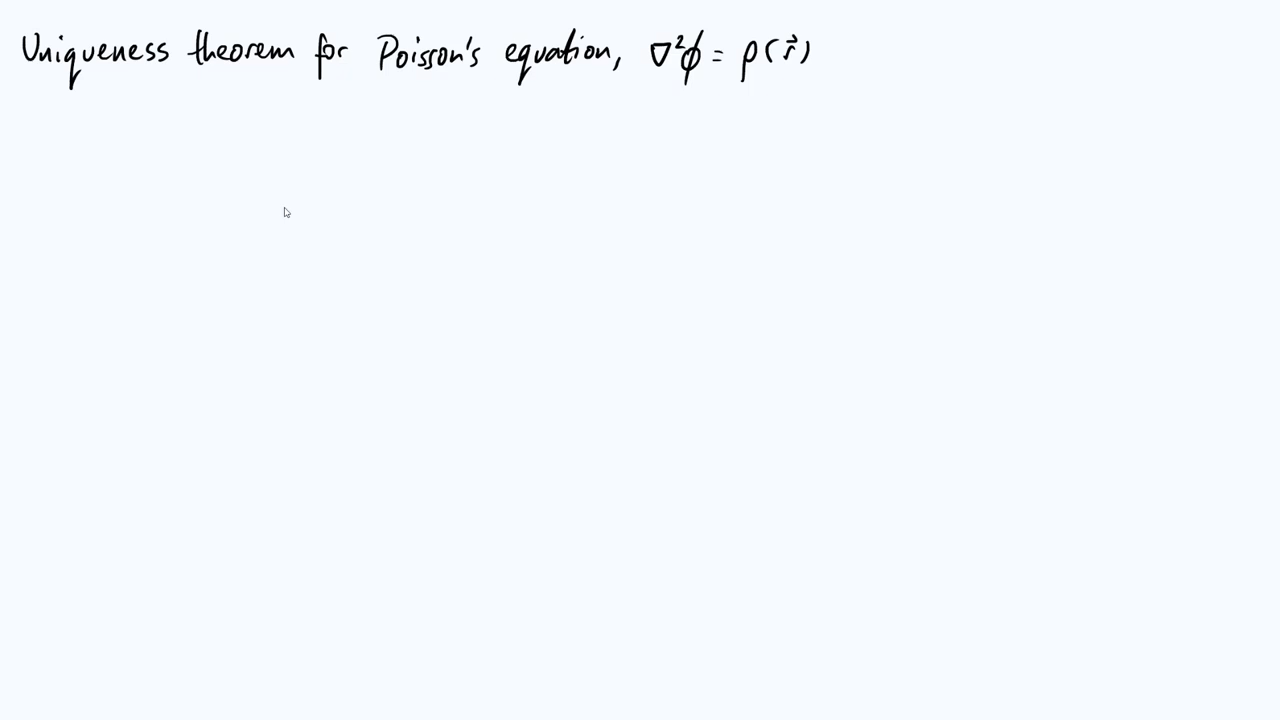 Uniqueness theorem for Poisson's equation, ∇²ϕ = ρ(r⃗)